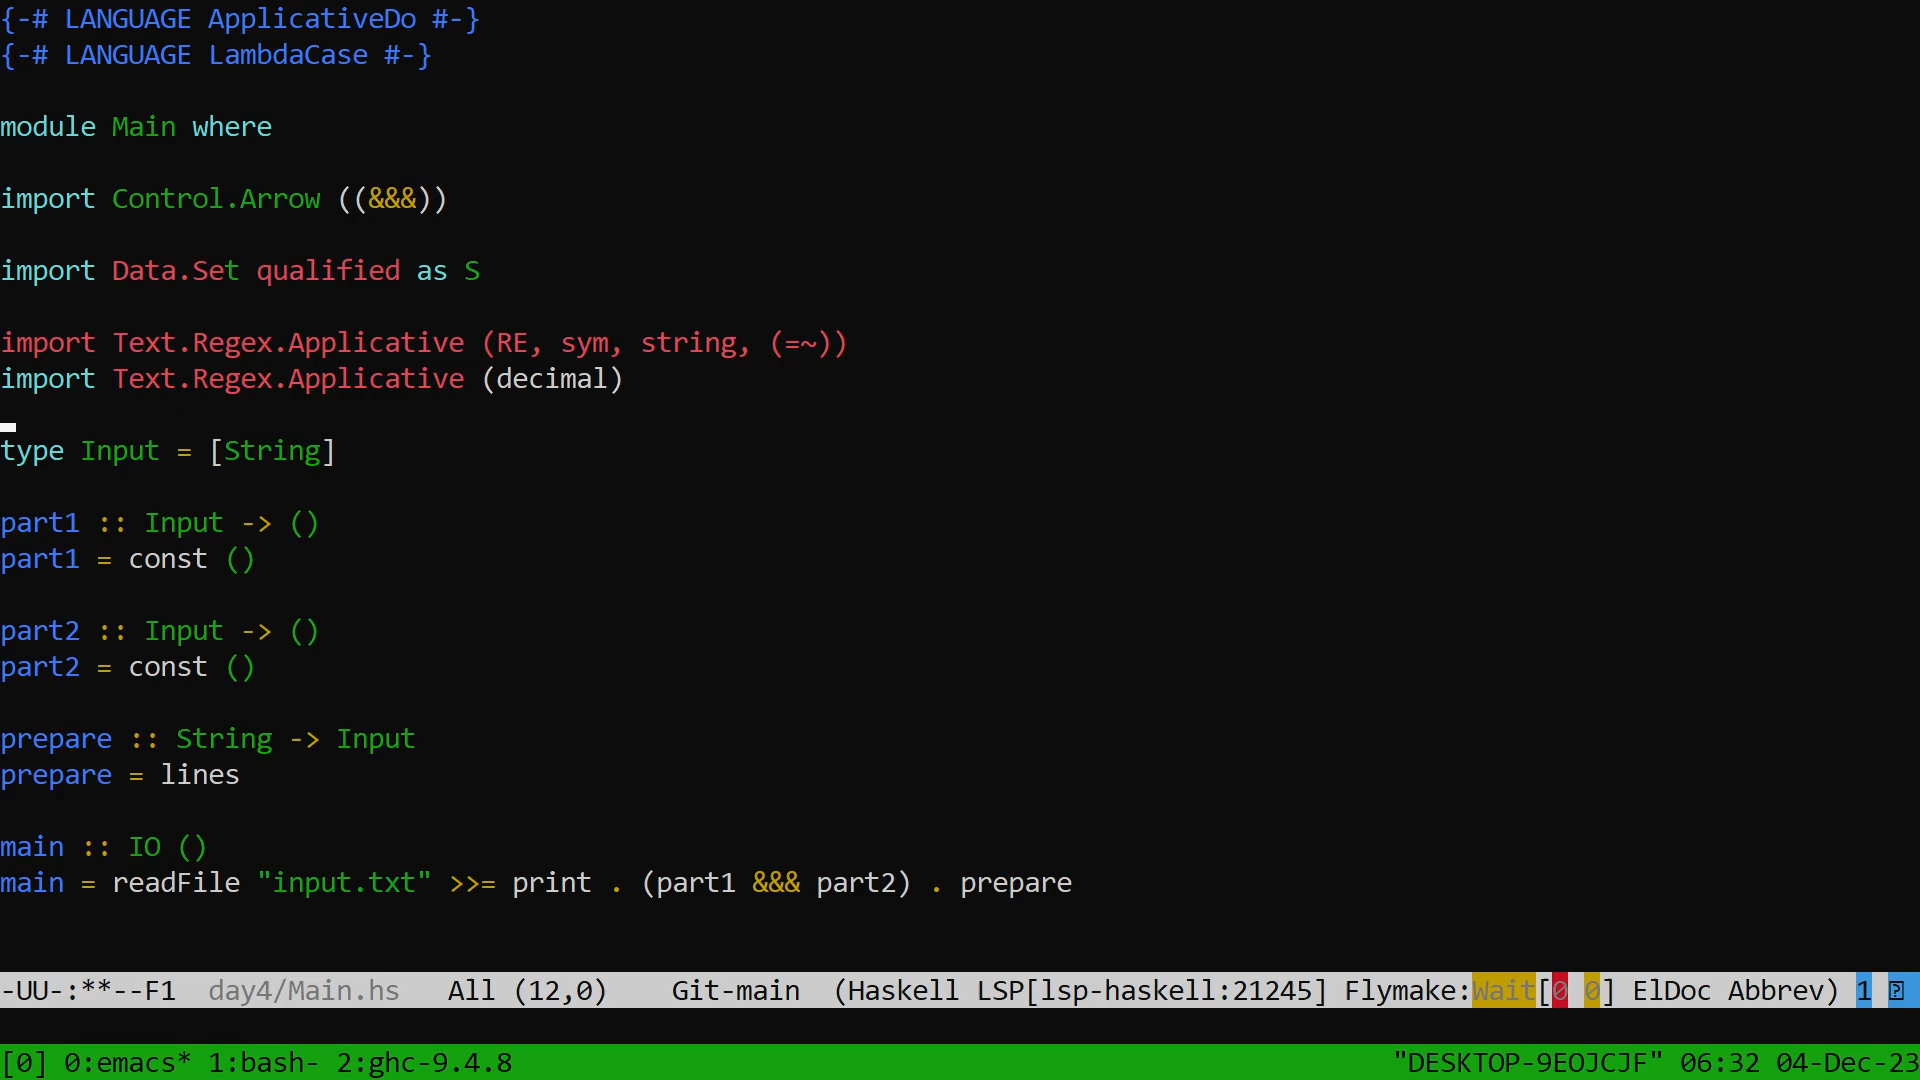 {-# LANGUAGE ApplicativeDo #-}
{-# LANGUAGE LambdaCase #-}
module Main where
import Control.Arrow ((&&&))
import Data.Set qualified as S
import Text.Regex.Applicative (RE, sym, string, (=~))
import Text.Regex.Applicative (decimal)
type Input = [String]
part1 :: Input -> ()
part1 = const ()
part2 :: Input -> ()
part2 = const ()
prepare :: String -> Input
prepare = lines
main :: IO ()
main = readFile "input.txt" >>= print . (part1 &&& part2) . prepare
-UU-:**--F1  day4/Main.hs   All (12,0)    Git-main  (Haskell LSP[lsp-haskell:21245] Flymake:Wait[0 0] ElDoc Abbrev) 1
[0] 0:emacs* 1:bash- 2:ghc-9.4.8 "DESKTOP-9EOJCJF" 06:32 04-Dec-23